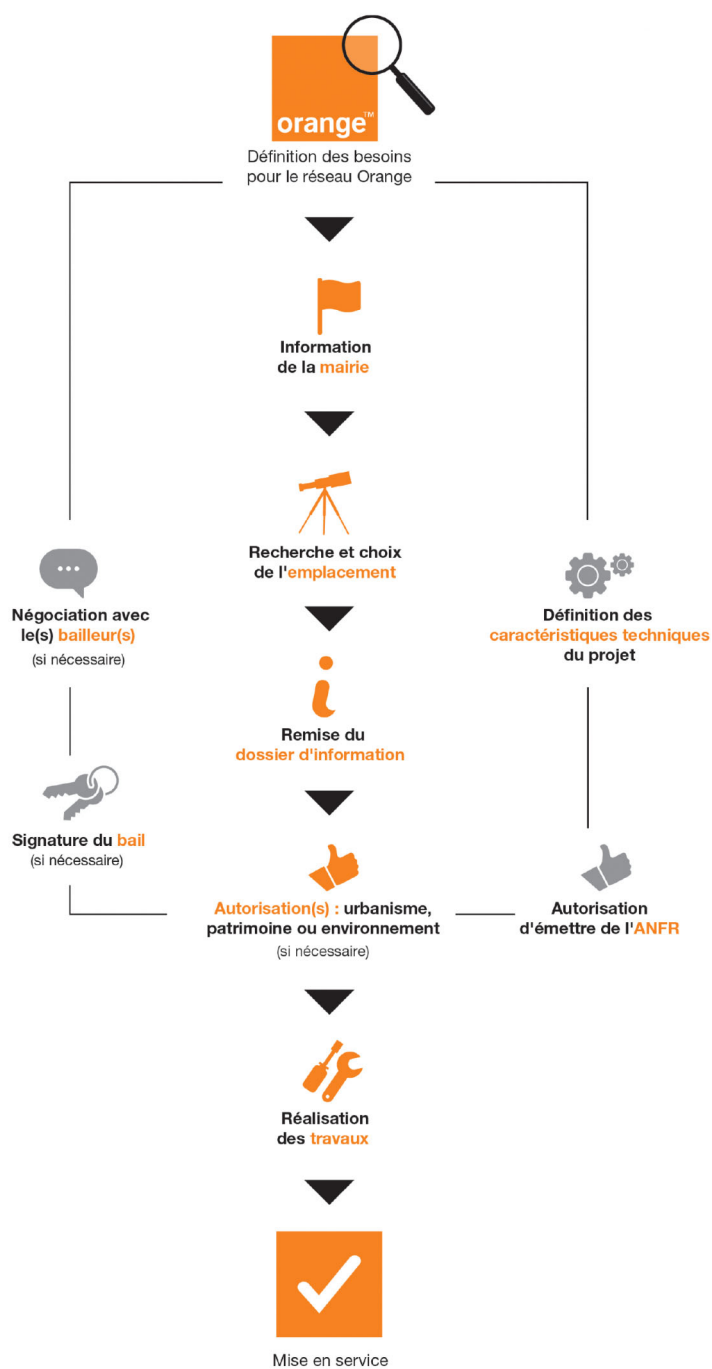 orange™
Définition des besoins
pour le réseau Orange
Information
de la mairie
Recherche et choix
de l'emplacement
Négociation avec
le(s) bailleur(s)
(si nécessaire)
Définition des
caractéristiques techniques
du projet
Remise du
dossier d'information
Signature du bail
(si nécessaire)
Autorisation(s) : urbanisme,
patrimoine ou environnement
(si nécessaire)
Autorisation
d'émettre de l'ANFR
Réalisation
des travaux
Mise en service